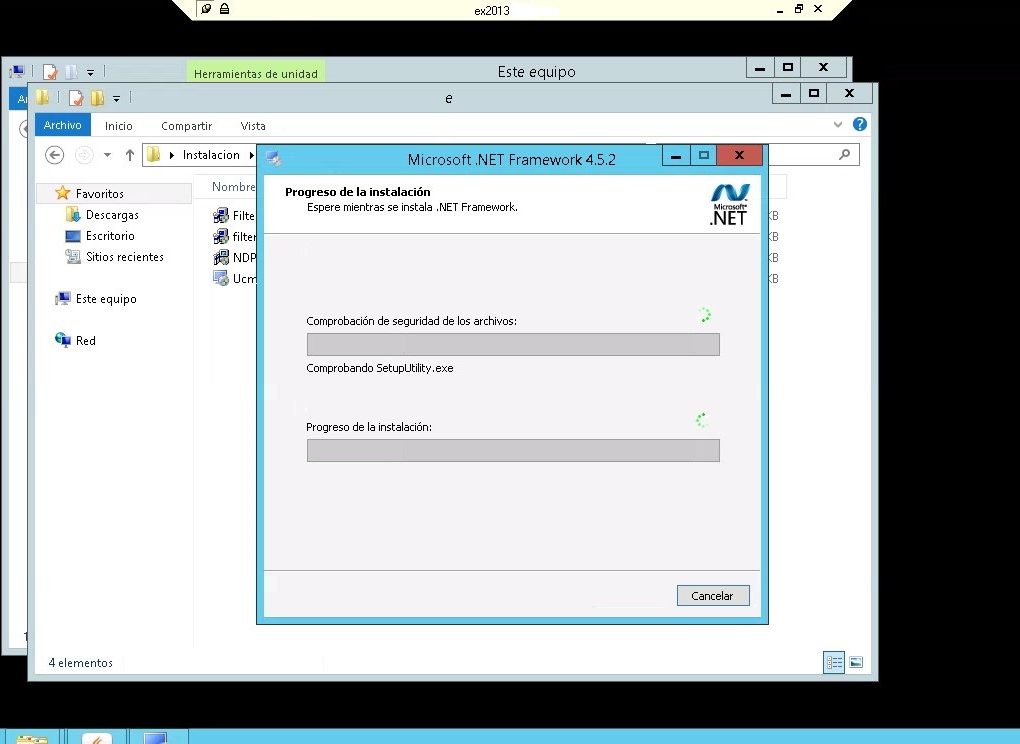 ex2013
Herramientas de unidad
Este equipo
e
Archivo
Inicio
Compartir
Vista
Instalacion
Microsoft .NET Framework 4.5.2
Nombre
Progreso de la instalación
Espere mientras se instala .NET Framework.
Microsoft
.NET
Favoritos
Descargas
Escritorio
Sitios recientes
Este equipo
Red
Filte
filter
NDP
Ucm
KB
KB
KB
KB
Comprobación de seguridad de los archivos:
Comprobando SetupUtility.exe
Progreso de la instalación:
Cancelar
4 elementos